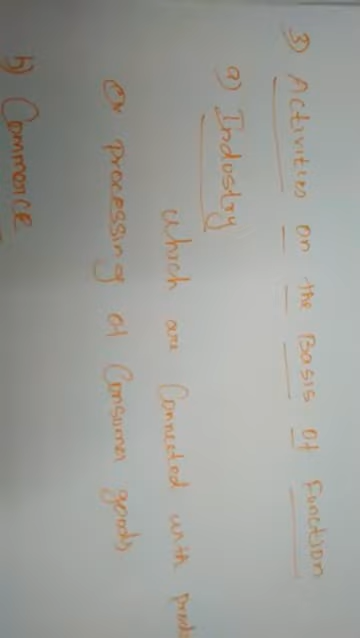 3) Activities on the Basis of Function
a) Industry
which are Connected with
Or processing of Consumer goods
b) Commerce